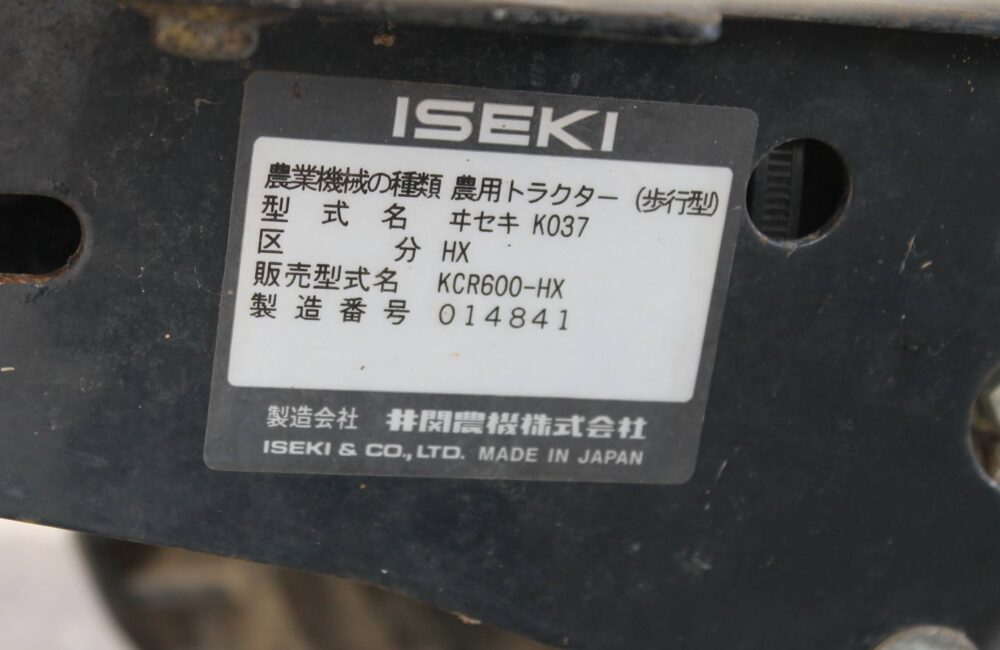 ISEKI
農業機械の種類 農用トラクター (歩行型)
型式名 ヰセキ K037
区分 HX
販売型式名 KCR600-HX
製造番号 014841
製造会社 井関農機株式会社
ISEKI & CO., LTD. MADE IN JAPAN